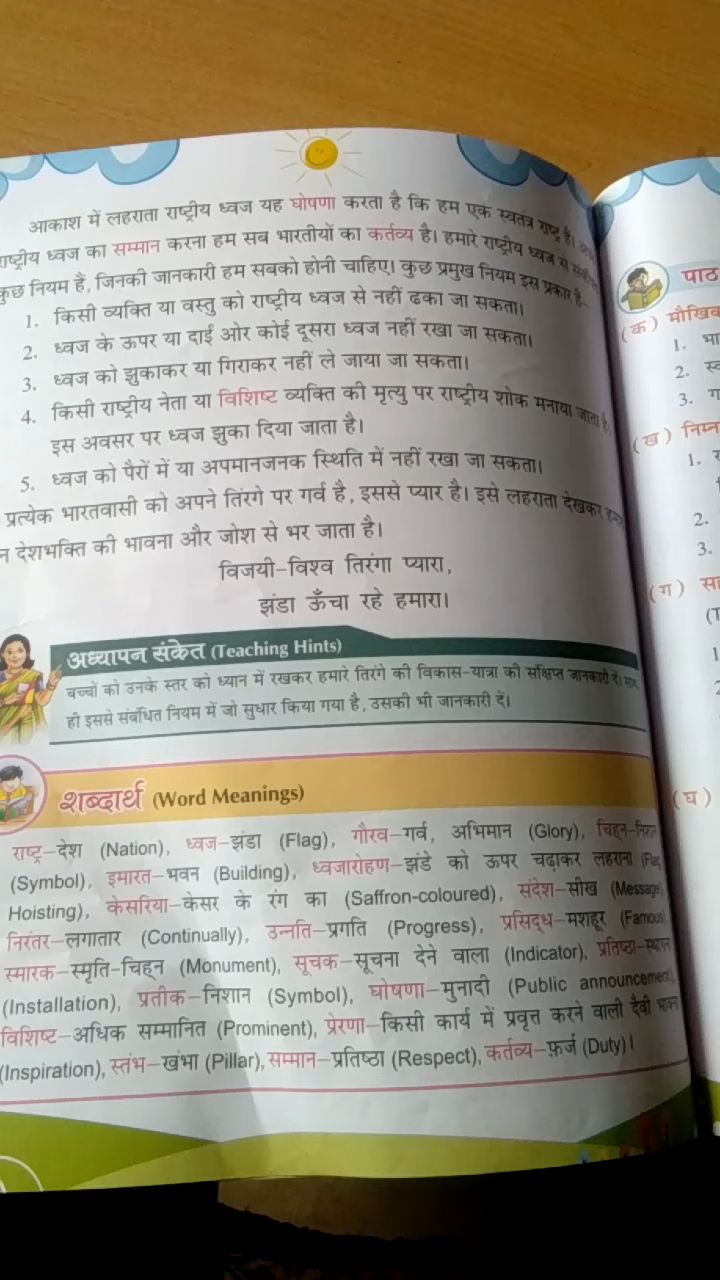 आकाश में लहराता राष्ट्रीय ध्वज यह घोषणा करता है कि हम एक स्वतंत्र राष्ट्र हैं।
राष्ट्रीय ध्वज का सम्मान करना हम सब भारतीयों का कर्तव्य है। हमारे राष्ट्रीय ध्वज से
कुछ नियम हैं, जिनकी जानकारी हम सबको होनी चाहिए। कुछ प्रमुख नियम इस प्रकार हैं–
1. किसी व्यक्ति या वस्तु को राष्ट्रीय ध्वज से नहीं ढका जा सकता।
2. ध्वज के ऊपर या दाईं ओर कोई दूसरा ध्वज नहीं रखा जा सकता।
3. ध्वज को झुकाकर या गिराकर नहीं ले जाया जा सकता।
4. किसी राष्ट्रीय नेता या विशिष्ट व्यक्ति की मृत्यु पर राष्ट्रीय शोक मनाया जाता है।
इस अवसर पर ध्वज झुका दिया जाता है।
5. ध्वज को पैरों में या अपमानजनक स्थिति में नहीं रखा जा सकता।
प्रत्येक भारतवासी को अपने तिरंगे पर गर्व है, इससे प्यार है। इसे लहराता देखकर
देशभक्ति की भावना और जोश से भर जाता है।
विजयी-विश्व तिरंगा प्यारा,
झंडा ऊँचा रहे हमारा।
अध्यापन संकेत (Teaching Hints)
बच्चों को उनके स्तर को ध्यान में रखकर हमारे तिरंगे की विकास-यात्रा की संक्षिप्त जानकारी दें। साथ
ही इससे संबंधित नियम में जो सुधार किया गया है, उसकी भी जानकारी दें।
शब्दार्थ (Word Meanings)
राष्ट्र–देश (Nation), ध्वज–झंडा (Flag), गौरव–गर्व, अभिमान (Glory), चिह्न–निशान
(Symbol), इमारत–भवन (Building), ध्वजारोहण–झंडे को ऊपर चढ़ाकर लहराना (Flag
Hoisting), केसरिया–केसर के रंग का (Saffron-coloured), संदेश–सीख (Message),
निरंतर–लगातार (Continually), उन्नति–प्रगति (Progress), प्रसिद्ध–मशहूर (Famous),
स्मारक–स्मृति-चिह्न (Monument), सूचक–सूचना देने वाला (Indicator), प्रतिष्ठा–स्थापना
(Installation), प्रतीक–निशान (Symbol), घोषणा–मुनादी (Public announcement),
विशिष्ट–अधिक सम्मानित (Prominent), प्रेरणा–किसी कार्य में प्रवृत्त करने वाली दैवी भावना
(Inspiration), स्तंभ–खंभा (Pillar), सम्मान–प्रतिष्ठा (Respect), कर्तव्य–फ़र्ज (Duty)।
पाठ
(क) मौखिक
1. भा
2. स्व
3. ग
(ख) निम्न
1.
2.
3.
(ग)
(घ)